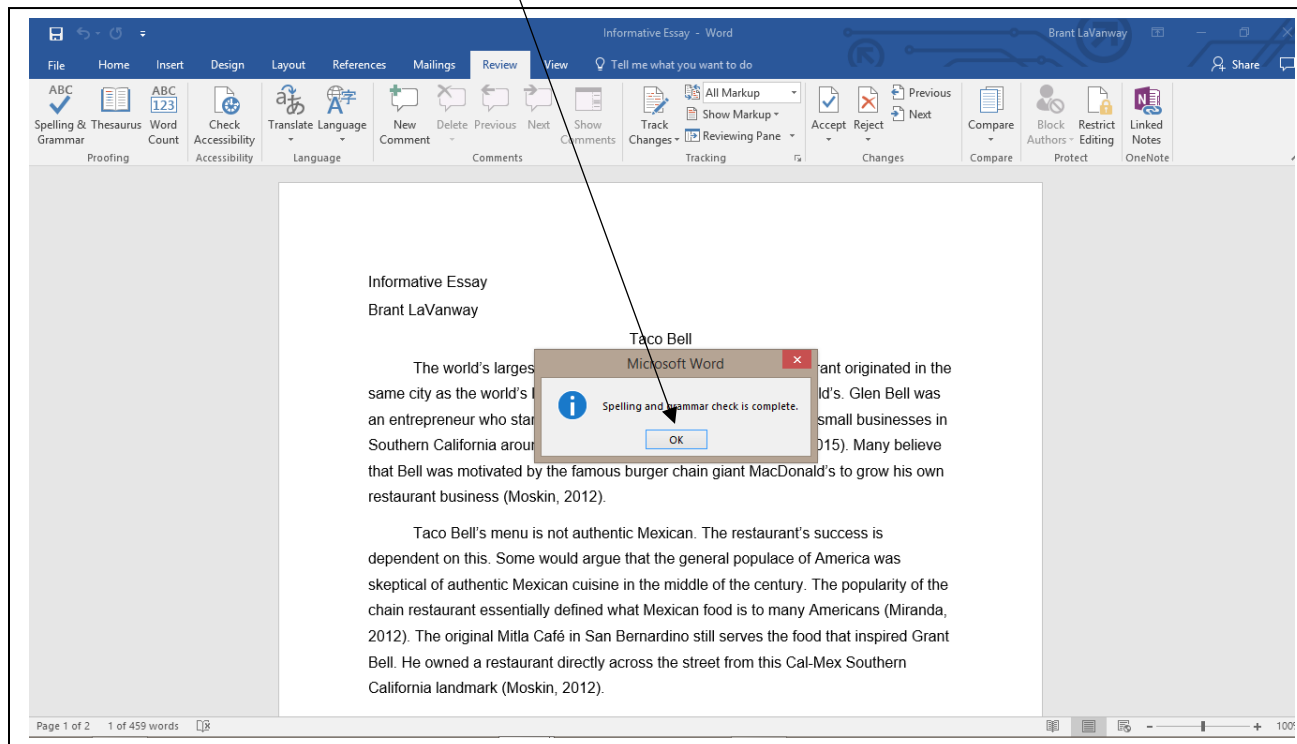 Informative Essay - Word
Brant LaVanway
File Home Insert Design Layout References Mailings Review View Tell me what you want to do Share
ABC
Spelling & Grammar
Thesaurus
ABC
123
Word Count
Proofing
Check Accessibility
Accessibility
Translate
Language
Language
New Comment
Delete
Previous
Next
Show Comments
Comments
Track Changes
All Markup
Show Markup
Reviewing Pane
Tracking
Accept
Reject
Previous
Next
Changes
Compare
Compare
Block Authors
Restrict Editing
Protect
N
Linked Notes
OneNote
Informative Essay
Brant LaVanway
Taco Bell
The world's larges rant originated in the
same city as the world's ld's. Glen Bell was
an entrepreneur who star small businesses in
Southern California arou 015). Many believe
that Bell was motivated by the famous burger chain giant MacDonald's to grow his own
restaurant business (Moskin, 2012).
Microsoft Word
Spelling and grammar check is complete.
OK
Taco Bell's menu is not authentic Mexican. The restaurant's success is
dependent on this. Some would argue that the general populace of America was
skeptical of authentic Mexican cuisine in the middle of the century. The popularity of the
chain restaurant essentially defined what Mexican food is to many Americans (Miranda,
2012). The original Mitla Café in San Bernardino still serves the food that inspired Grant
Bell. He owned a restaurant directly across the street from this Cal-Mex Southern
California landmark (Moskin, 2012).
Page 1 of 2 1 of 459 words 100%